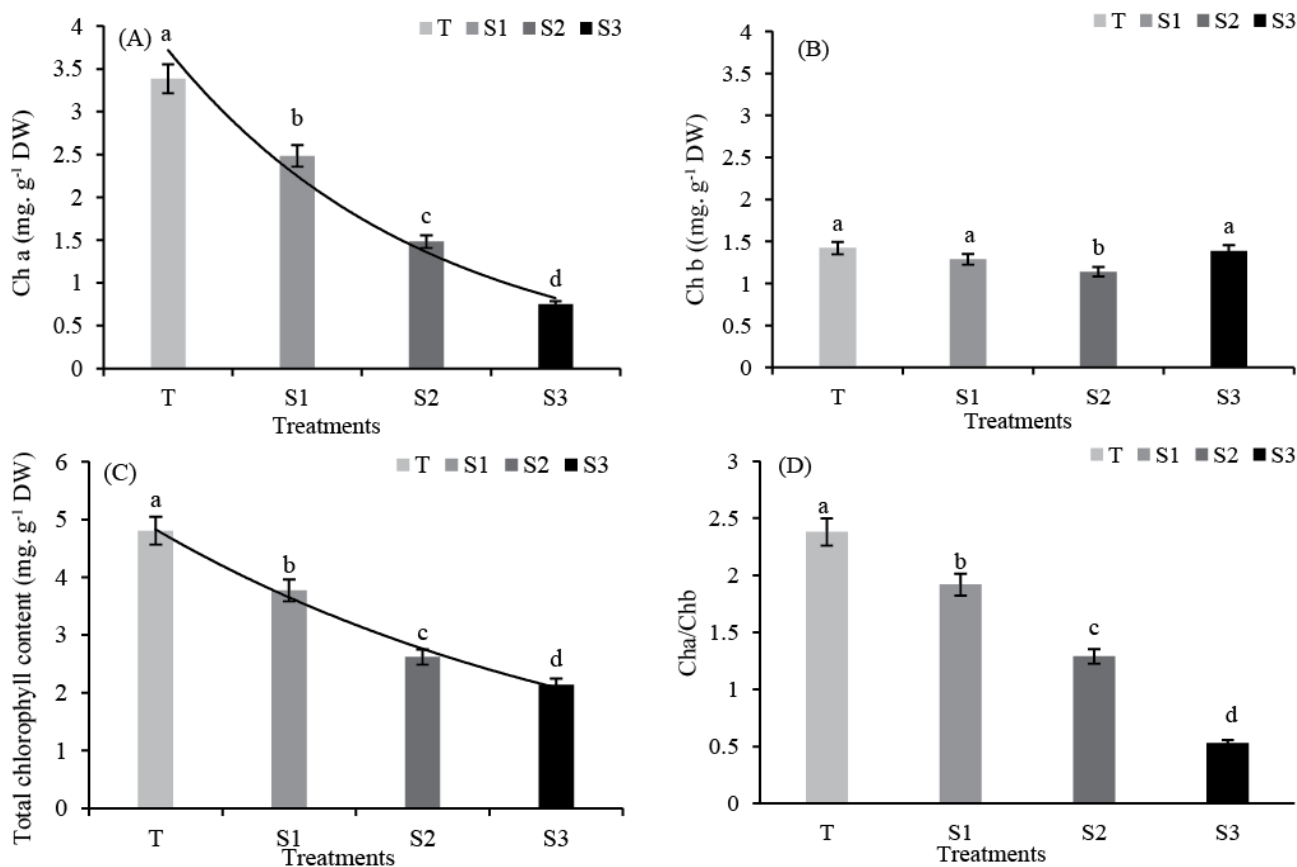 (A)
T S1 S2 S3
Ch a (mg. g⁻¹ DW)
4
3.5
3
2.5
2
1.5
1
0.5
0
a
b
c
d
T S1 S2 S3
Treatments
(B)
T S1 S2 S3
Ch b ((mg. g⁻¹ DW)
4
3.5
3
2.5
2
1.5
1
0.5
0
a
a
b
a
T S1 S2 S3
Treatments
(C)
T S1 S2 S3
Total chlorophyll content (mg. g⁻¹ DW)
6
5
4
3
2
1
0
a
b
c
d
T S1 S2 S3
Treatments
(D)
T S1 S2 S3
Cha/Chb
3
2.5
2
1.5
1
0.5
0
a
b
c
d
T S1 S2 S3
Treatments